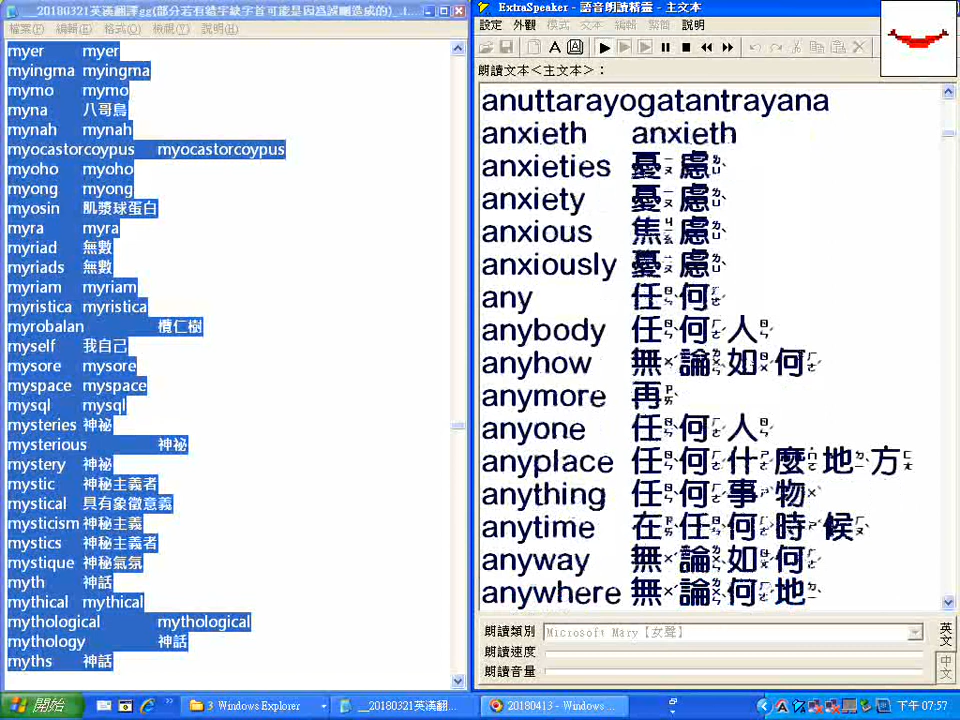 __20180321英漢翻譯gg(部分若有錯字缺字首可能是因為誤刪造成的)_.t...
檔案(F) 編輯(E) 格式(O) 檢視(V) 說明(H)
myer myer
myingma myingma
mymo mymo
myna 八哥鳥
mynah mynah
myocastorcoypus myocastorcoypus
myoho myoho
myong myong
myosin 肌漿球蛋白
myra myra
myriad 無數
myriads 無數
myriam myriam
myristica myristica
myrobalan 欖仁樹
myself 我自己
mysore mysore
myspace myspace
mysql mysql
mysteries 神祕
mysterious 神祕
mystery 神祕
mystic 神秘主義者
mystical 具有象徵意義
mysticism 神秘主義
mystics 神秘主義者
mystique 神秘氣氛
myth 神話
mythical mythical
mythological mythological
mythology 神話
myths 神話
ExtraSpeaker - 語音朗讀精靈 - 主文本
設定 外觀 模式 文本 編輯 繁簡 說明
朗讀文本<主文本>:
anuttarayogatantrayana
anxieth anxieth
anxieties 憂慮
anxiety 憂慮
anxious 焦慮
anxiously 憂慮
any 任何
anybody 任何人
anyhow 無論如何
anymore 再
anyone 任何人
anyplace 任何什麼地方
anything 任何事物
anytime 在任何時候
anyway 無論如何
anywhere 無論何地
朗讀類別 Microsoft Mary【女聲】
朗讀速度
朗讀音量
英文
中文
開始 3 Windows Explorer __20180321英漢翻... 20180413 - Windows ... 下午 07:57